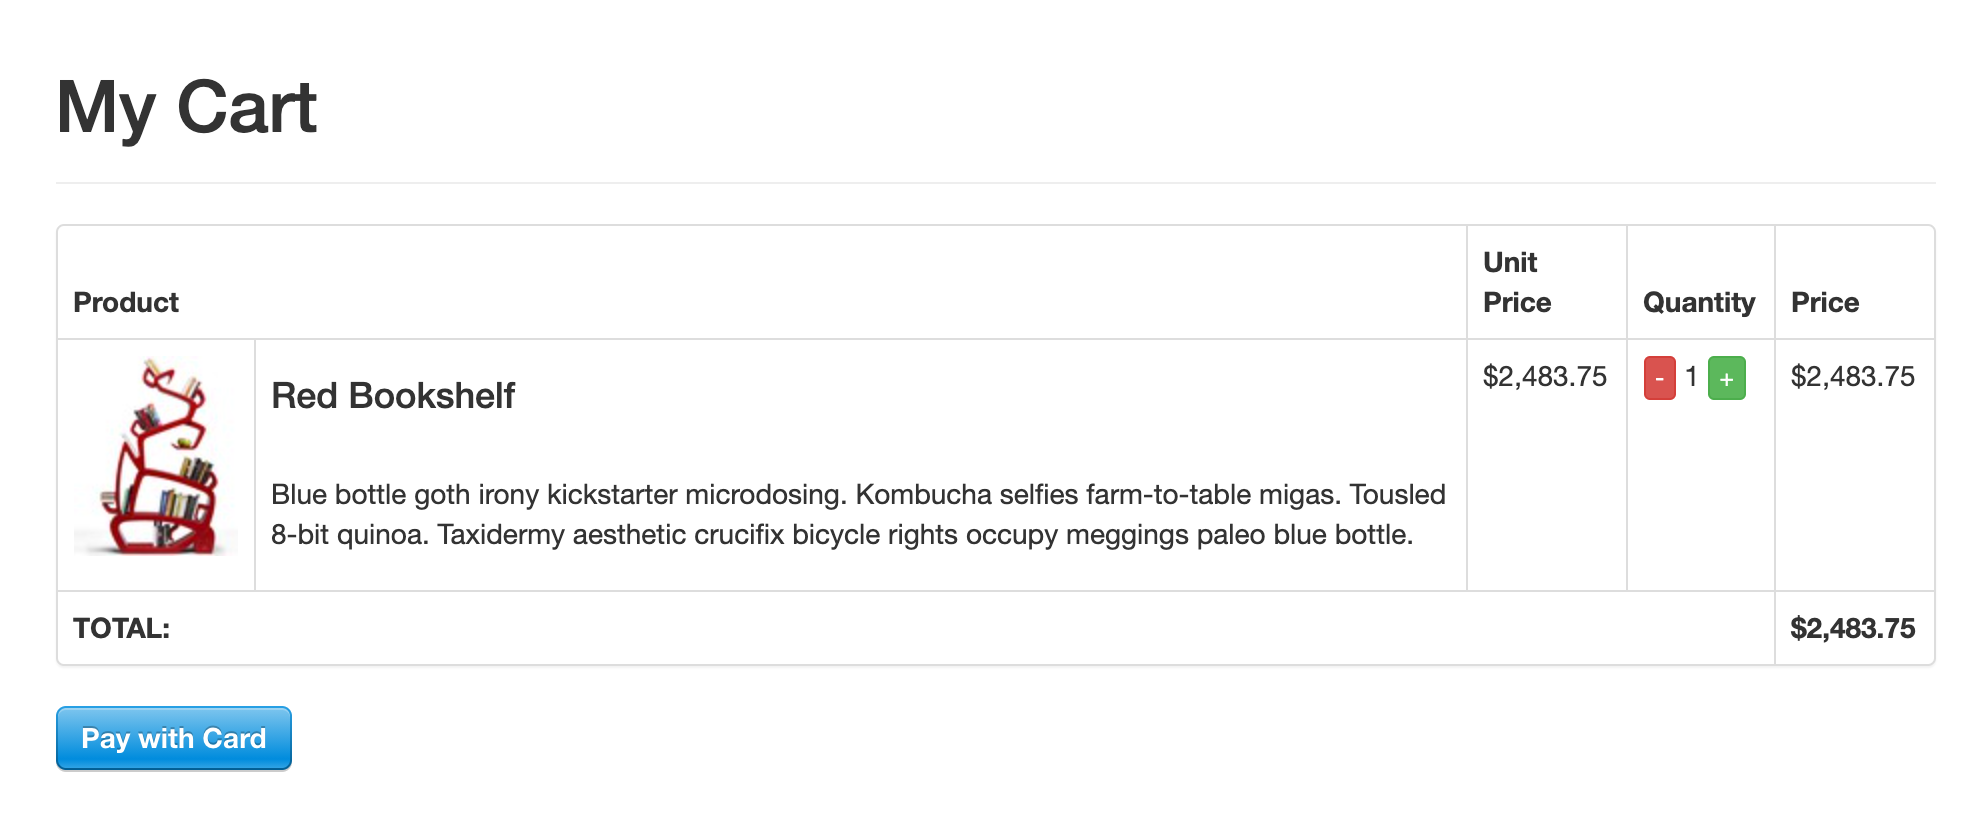 My Cart
Product
Unit
Price
Quantity
Price
Red Bookshelf
Blue bottle goth irony kickstarter microdosing. Kombucha selfies farm-to-table migas. Tousled
8-bit quinoa. Taxidermy aesthetic crucifix bicycle rights occupy meggings paleo blue bottle.
$2,483.75
- 1 +
$2,483.75
TOTAL:
$2,483.75
Pay with Card